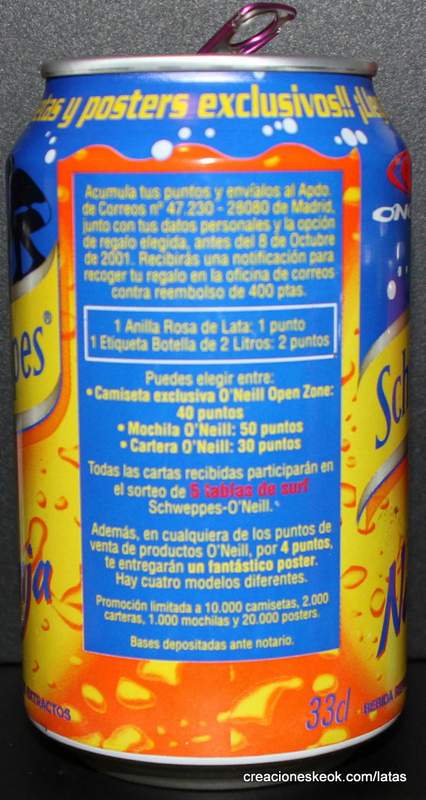 y posters exclusivos!!
Acumula tus puntos y envíalos al Apdo.
de Correos nº 47.230 - 28080 de Madrid,
junto con tus datos personales y la opción
de regalo elegida, antes del 8 de Octubre
de 2001. Recibirás una notificación para
recoger tu regalo en la oficina de correos
contra reembolso de 400 ptas.
1 Anilla Rosa de Lata: 1 punto
1 Etiqueta Botella de 2 Litros: 2 puntos
Puedes elegir entre:
• Camiseta exclusiva O'Neill Open Zone:
40 puntos
• Mochila O'Neill: 50 puntos
• Cartera O'Neill: 30 puntos
Todas las cartas recibidas participarán en
el sorteo de 5 tablas de surf
Schweppes-O'Neill.
Además, en cualquiera de los puntos de
venta de productos O'Neill, por 4 puntos,
te entregarán un fantástico poster.
Hay cuatro modelos diferentes.
Promoción limitada a 10.000 camisetas, 2.000
carteras, 1.000 mochilas y 20.000 posters.
Bases depositadas ante notario.
33cl
BEBIDA
creacioneskeok.com/latas